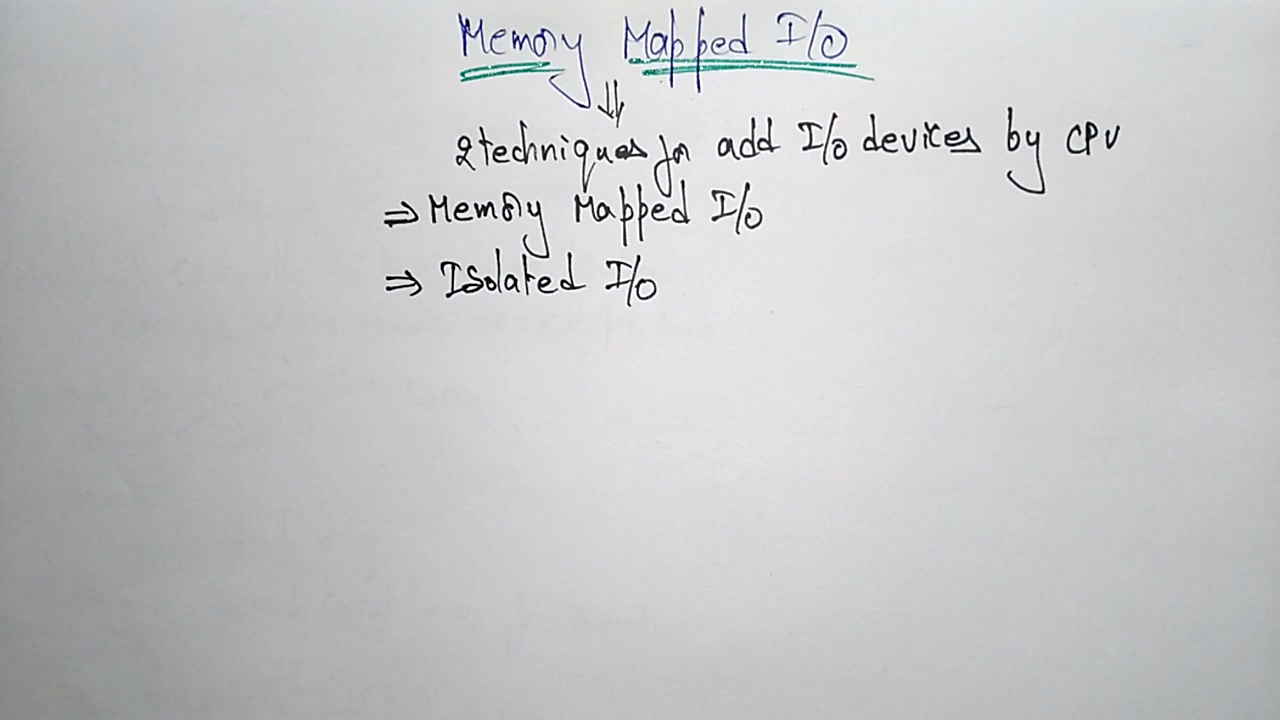 Memory Mapped I/O
⇓
2 techniques for add I/O devices by CPU
⇒ Memory Mapped I/O
⇒ Isolated I/O